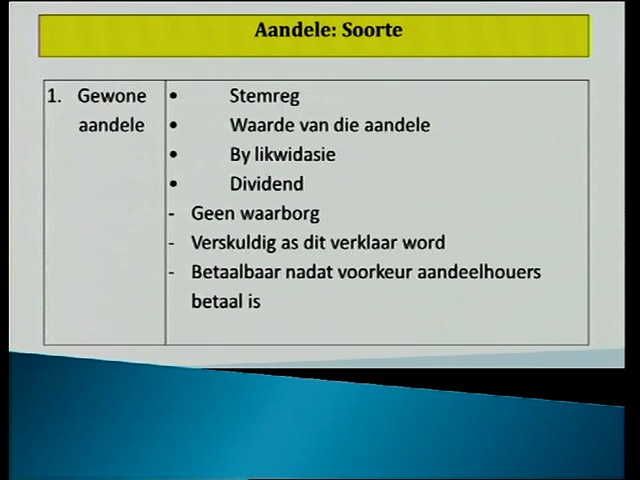 Aandele: Soorte
1. Gewone aandele
• Stemreg
• Waarde van die aandele
• By likwidasie
• Dividend
- Geen waarborg
- Verskuldig as dit verklaar word
- Betaalbaar nadat voorkeur aandeelhouers
betaal is